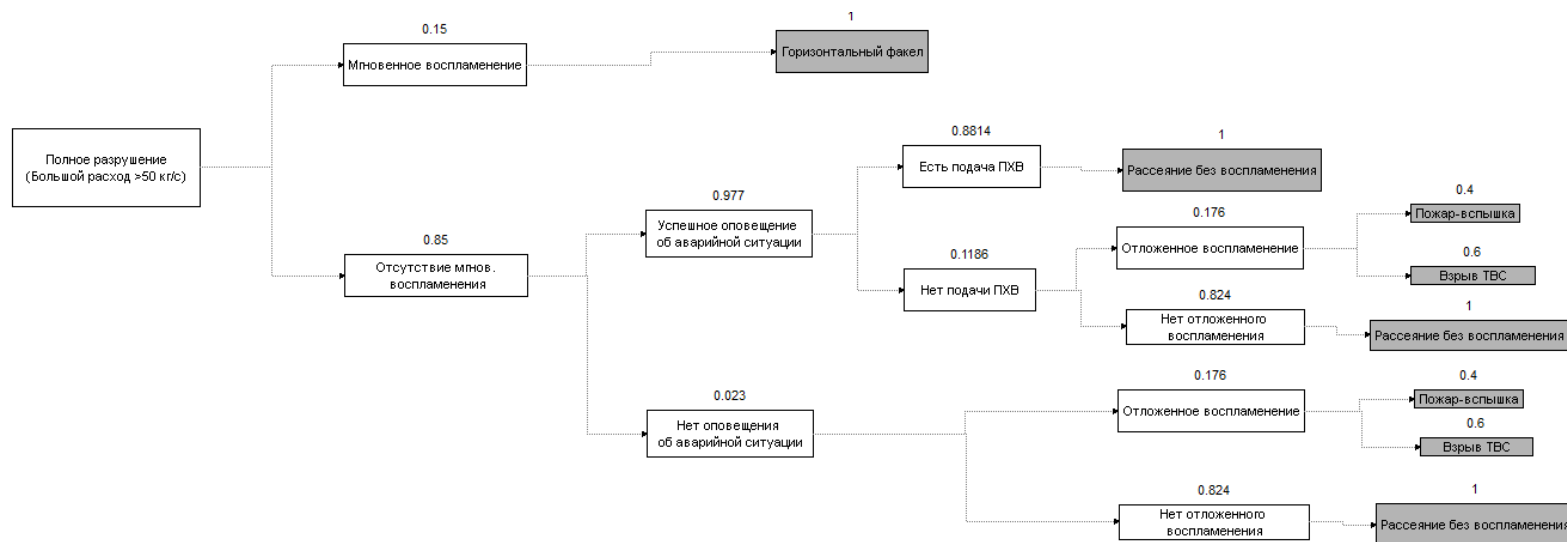 0.15
Мгновенное воспламенение
1
Горизонтальный факел
Полное разрушение
(Большой расход >50 кг/с)
0.85
Отсутствие мгнов.
воспламенения
0.977
Успешное оповещение
об аварийной ситуации
0.8814
Есть подача ПХВ
1
Рассеяние без воспламенения
0.1186
Нет подачи ПХВ
0.176
Отложенное воспламенение
0.4
Пожар-вспышка
0.6
Взрыв ТВС
0.824
Нет отложенного
воспламенения
1
Рассеяние без воспламенения
0.023
Нет оповещения
об аварийной ситуации
0.176
Отложенное воспламенение
0.4
Пожар-вспышка
0.6
Взрыв ТВС
0.824
Нет отложенного
воспламенения
1
Рассеяние без воспламенения